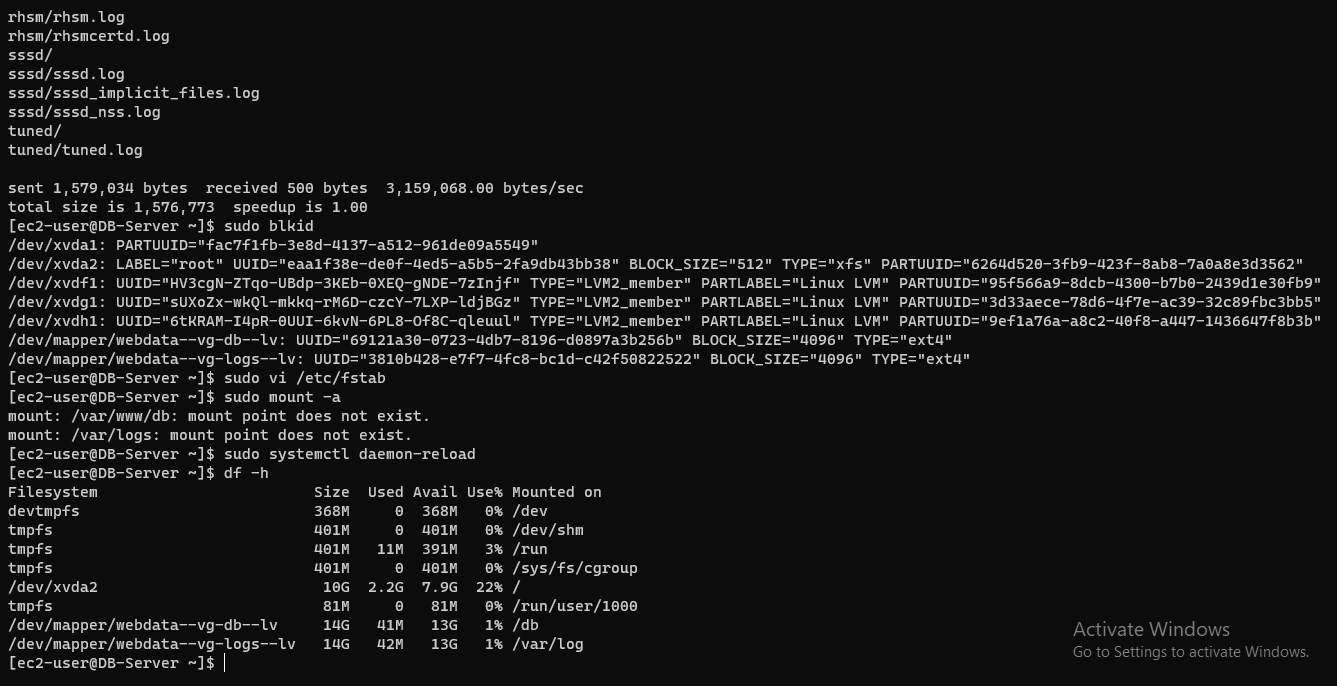 rhsm/rhsm.log
rhsm/rhsmcertd.log
sssd/
sssd/sssd.log
sssd/sssd_implicit_files.log
sssd/sssd_nss.log
tuned/
tuned/tuned.log

sent 1,579,034 bytes  received 500 bytes  3,159,068.00 bytes/sec
total size is 1,576,773  speedup is 1.00
[ec2-user@DB-Server ~]$ sudo blkid
/dev/xvda1: PARTUUID="fac7f1fb-3e8d-4137-a512-961de09a5549"
/dev/xvda2: LABEL="root" UUID="eaa1f38e-de0f-4ed5-a5b5-2fa9db43bb38" BLOCK_SIZE="512" TYPE="xfs" PARTUUID="6264d520-3fb9-423f-8ab8-7a0a8e3d3562"
/dev/xvdf1: UUID="HV3cgN-ZTqo-UBdp-3KEb-0XEQ-gNDE-7zInjf" TYPE="LVM2_member" PARTLABEL="Linux LVM" PARTUUID="95f566a9-8dcb-4300-b7b0-2439d1e30fb9"
/dev/xvdg1: UUID="sUXoZx-wkQl-mkkq-rM6D-czcY-7LXP-ldjBGz" TYPE="LVM2_member" PARTLABEL="Linux LVM" PARTUUID="3d33aece-78d6-4f7e-ac39-32c89fbc3bb5"
/dev/xvdh1: UUID="6tKRAM-I4pR-0UUI-6kvN-6PL8-Of8C-qleuul" TYPE="LVM2_member" PARTLABEL="Linux LVM" PARTUUID="9ef1a76a-a8c2-40f8-a447-1436647f8b3b"
/dev/mapper/webdata--vg-db--lv: UUID="69121a30-0723-4db7-8196-d0897a3b256b" BLOCK_SIZE="4096" TYPE="ext4"
/dev/mapper/webdata--vg-logs--lv: UUID="3810b428-e7f7-4fc8-bc1d-c42f50822522" BLOCK_SIZE="4096" TYPE="ext4"
[ec2-user@DB-Server ~]$ sudo vi /etc/fstab
[ec2-user@DB-Server ~]$ sudo mount -a
mount: /var/www/db: mount point does not exist.
mount: /var/logs: mount point does not exist.
[ec2-user@DB-Server ~]$ sudo systemctl daemon-reload
[ec2-user@DB-Server ~]$ df -h
Filesystem                        Size  Used Avail Use% Mounted on
devtmpfs                          368M     0  368M   0% /dev
tmpfs                             401M     0  401M   0% /dev/shm
tmpfs                             401M   11M  391M   3% /run
tmpfs                             401M     0  401M   0% /sys/fs/cgroup
/dev/xvda2                         10G  2.2G  7.9G  22% /
tmpfs                              81M     0   81M   0% /run/user/1000
/dev/mapper/webdata--vg-db--lv     14G   41M   13G   1% /db
/dev/mapper/webdata--vg-logs--lv   14G   42M   13G   1% /var/log
[ec2-user@DB-Server ~]$
Activate Windows
Go to Settings to activate Windows.